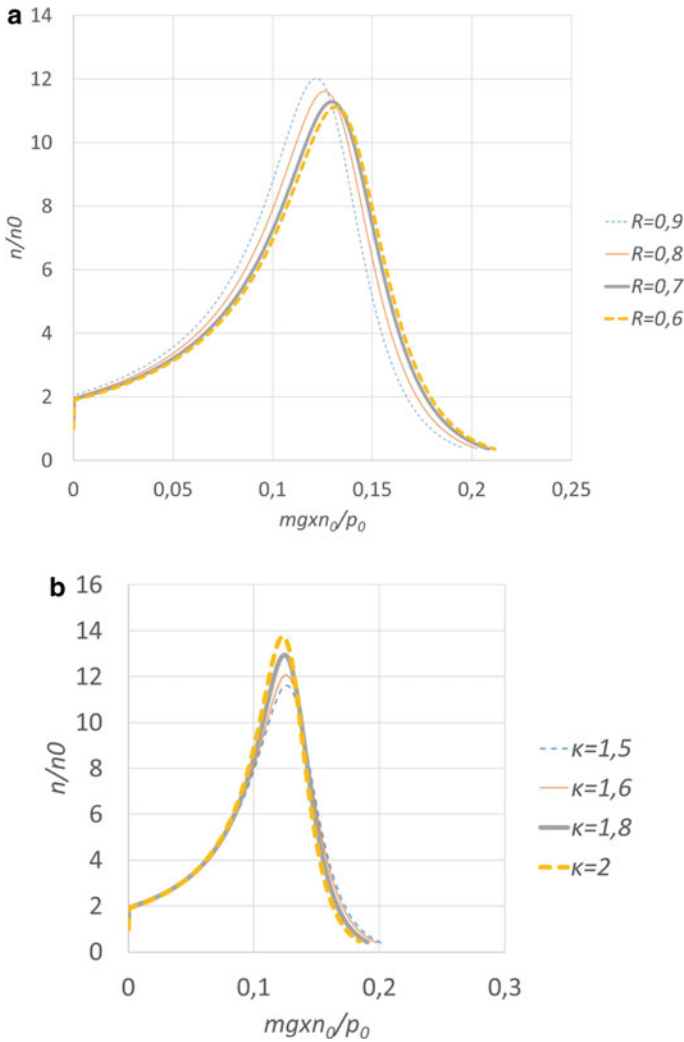 a
14
12
10
8
6
4
2
0
n/n0
0 0,05 0,1 0,15 0,2 0,25
mgxn₀/p₀
R=0,9
R=0,8
R=0,7
R=0,6
b
16
14
12
10
8
6
4
2
0
n/n0
0 0,1 0,2 0,3
mgxn₀/p₀
κ=1,5
κ=1,6
κ=1,8
κ=2